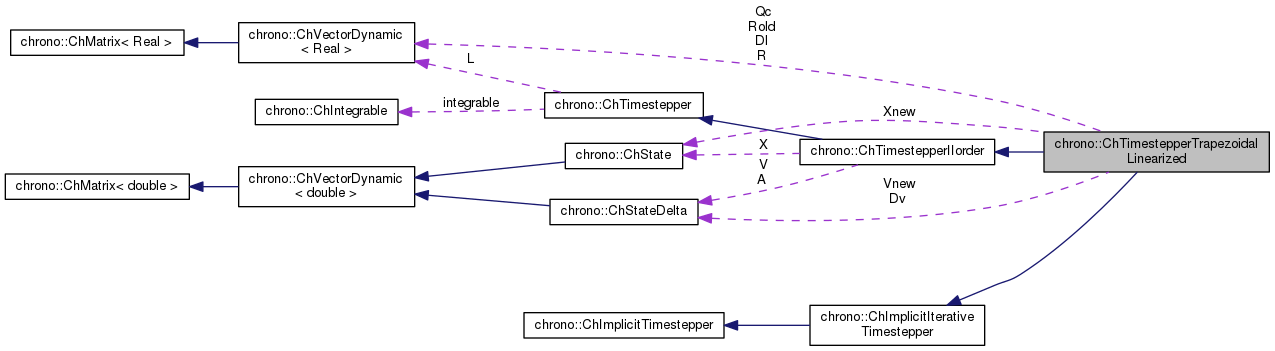 Qc
Rold
Dl
R
chrono::ChMatrix< Real >
chrono::ChVectorDynamic
< Real >
L
integrable
chrono::ChIntegrable
chrono::ChTimestepper
Xnew
chrono::ChState
X
chrono::ChTimestepperIIorder
chrono::ChTimestepperTrapezoidal
Linearized
V
A
chrono::ChMatrix< double >
chrono::ChVectorDynamic
< double >
chrono::ChStateDelta
Vnew
Dv
chrono::ChImplicitTimestepper
chrono::ChImplicitIterative
Timestepper